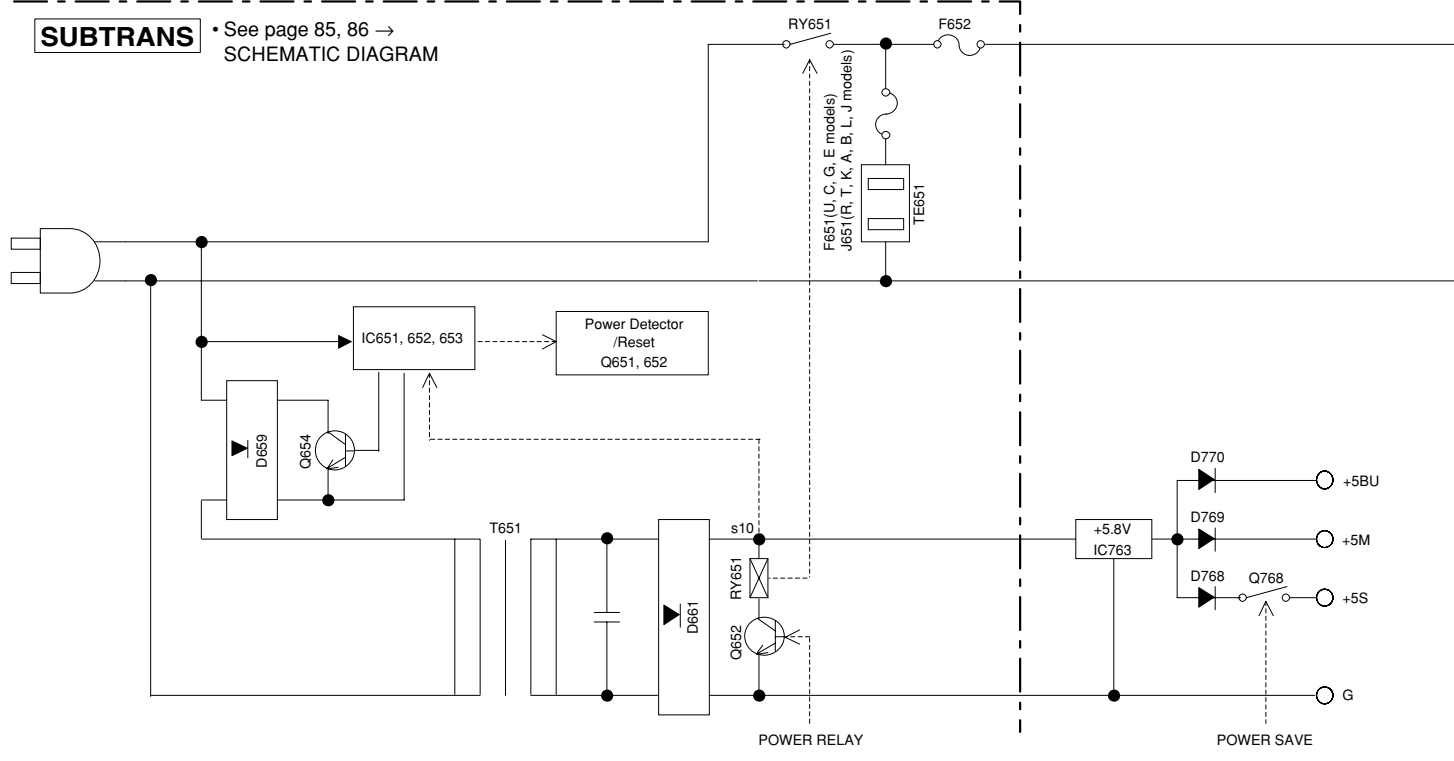 SUBTRANS
• See page 85, 86 →
SCHEMATIC DIAGRAM
RY651
F652
F651(U, C, G, E models)
J651(R, T, K, A, B, L, J models)
TE651
IC651, 652, 653
Power Detector
/Reset
Q651, 652
D659
Q654
T651
s10
RY651
D661
Q652
POWER RELAY
+5.8V
IC763
D770
+5BU
D769
+5M
D768
Q768
+5S
G
POWER SAVE